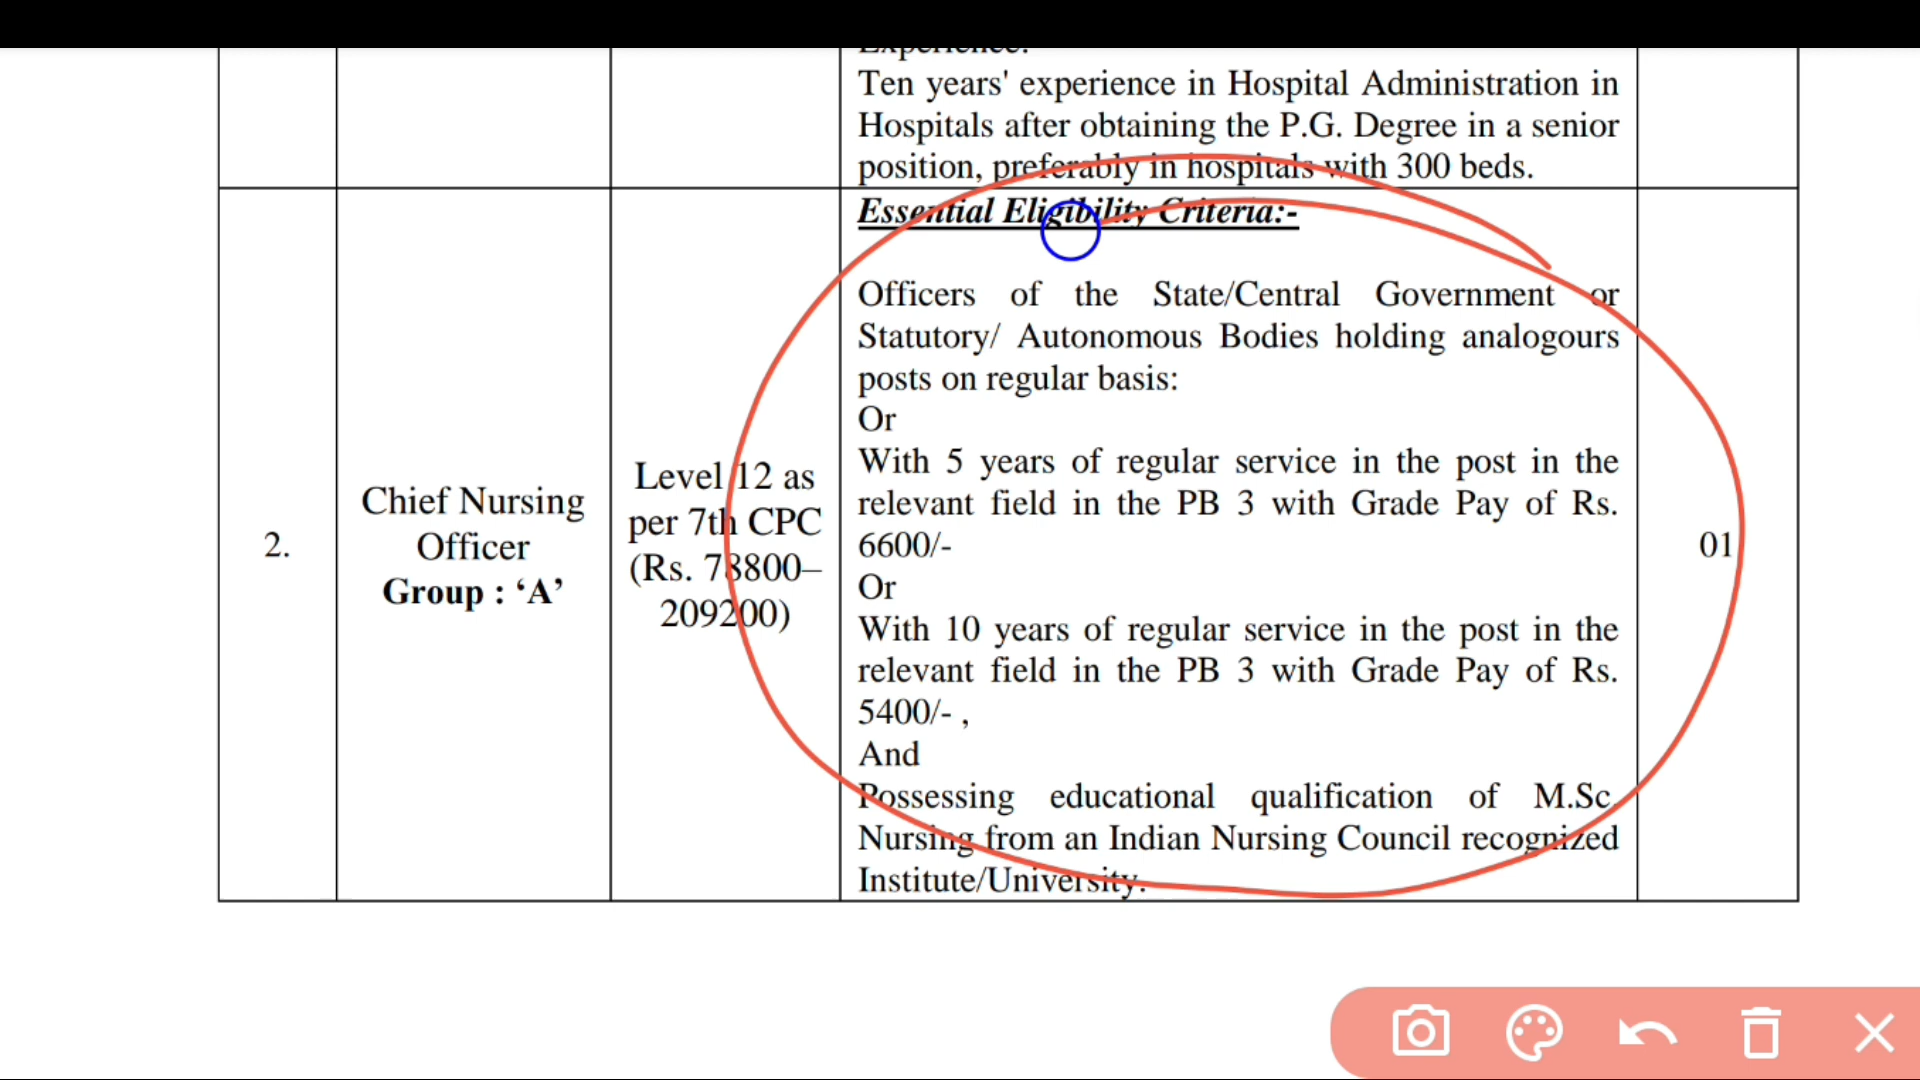 Experience:
Ten years' experience in Hospital Administration in
Hospitals after obtaining the P.G. Degree in a senior
position, preferably in hospitals with 300 beds.
2.
Chief Nursing
Officer
Group : ‘A’
Level 12 as
per 7th CPC
(Rs. 78800–
209200)
Essential Eligibility Criteria:-
Officers of the State/Central Government or
Statutory/ Autonomous Bodies holding analogours
posts on regular basis:
Or
With 5 years of regular service in the post in the
relevant field in the PB 3 with Grade Pay of Rs.
6600/-
Or
With 10 years of regular service in the post in the
relevant field in the PB 3 with Grade Pay of Rs.
5400/- ,
And
Possessing educational qualification of M.Sc.
Nursing from an Indian Nursing Council recognized
Institute/University.
01